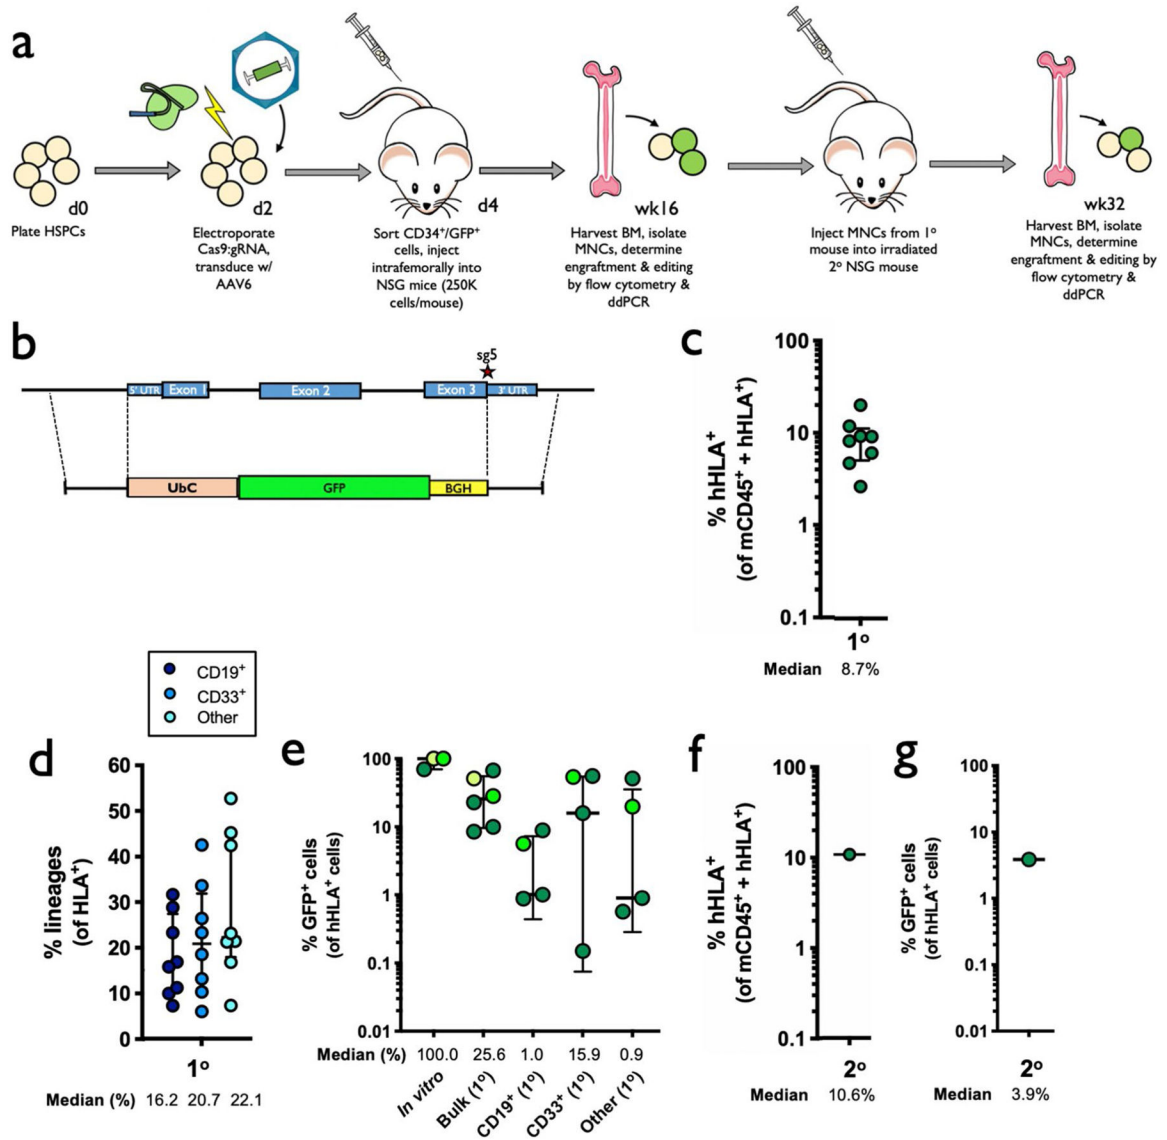 a
d0
Plate HSPCs
d2
Electroporate
Cas9:gRNA,
transduce w/
AAV6
d4
Sort CD34⁺/GFP⁺
cells, inject
intrafemorally into
NSG mice (250K
cells/mouse)
wk16
Harvest BM, isolate
MNCs, determine
engraftment & editing
by flow cytometry &
ddPCR
Inject MNCs from 1°
mouse into irradiated
2° NSG mouse
wk32
Harvest BM, isolate
MNCs, determine
engraftment & editing by
flow cytometry &
ddPCR
b
sg5
5' UTR Exon 1 Exon 2 Exon 3 3' UTR
UbC GFP BGH
c
% hHLA⁺
(of mCD45⁺ + hHLA⁺)
100
10
1
0.1
1°
Median 8.7%
d
CD19⁺
CD33⁺
Other
% lineages
(of HLA⁺)
60
50
40
30
20
10
0
1°
Median (%) 16.2 20.7 22.1
e
% GFP⁺ cells
(of hHLA⁺ cells)
100
10
1
0.1
0.01
Median (%) 100.0 25.6 1.0 15.9 0.9
In vitro
Bulk (1°)
CD19⁺ (1°)
CD33⁺ (1°)
Other (1°)
f
% hHLA⁺
(of mCD45⁺ + hHLA⁺)
100
10
1
0.1
2°
Median 10.6%
g
% GFP⁺ cells
(of hHLA⁺ cells)
100
10
1
0.1
0.01
2°
Median 3.9%